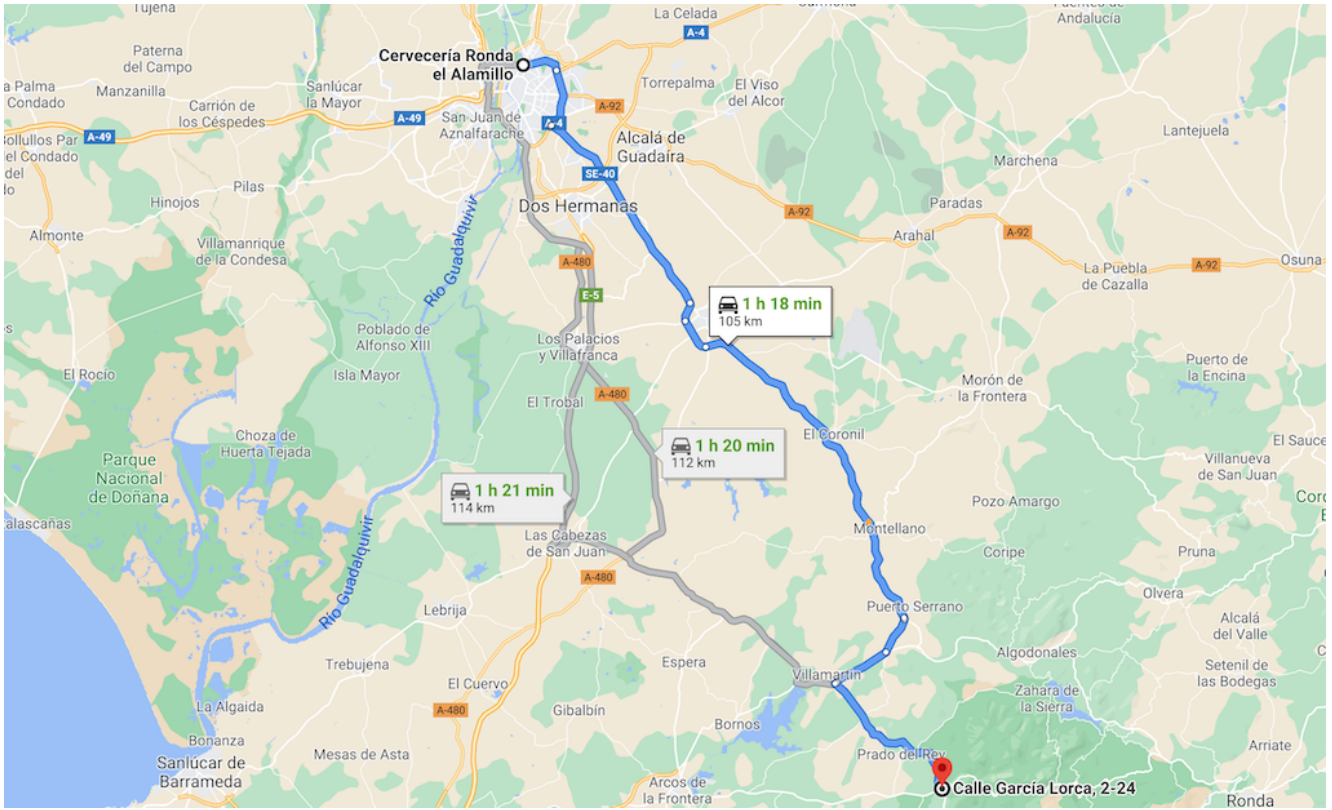 Tujena
La Celada
Andalucía
A-4
Paterna
del Campo
Cervecería Ronda
el Alamillo
La Palma
Condado
Manzanilla
Sanlúcar
la Mayor
Torrepalma
El Viso
del Alcor
Carrión de
los Céspedes
A-49
A-92
San Juan de
Aznalfarache
A-4
Alcalá de
Guadaíra
Lantejuela
Bollullos Par
del Condado
A-49
Marchena
SE-40
Pilas
Hinojos
Dos Hermanas
Paradas
A-92
Almonte
Arahal
A-92
Villamanrique
de la Condesa
Río Guadalquivir
A-480
La Puebla
de Cazalla
A-92
Osuna
E-5
1 h 18 min
105 km
Poblado de
Alfonso XIII
Los Palacios
y Villafranca
El Rocío
Isla Mayor
Puerto de
la Encina
Morón de
la Frontera
A-480
El Trobal
Choza de
Huerta Tejada
El Coronil
1 h 20 min
112 km
El Sauce
Parque
Nacional
de Doñana
Villanueva
de San Juan
1 h 21 min
114 km
Pozo Amargo
Las Cabezas
de San Juan
Montellano
Río Guadalquivir
Coripe
Pruna
A-480
Olvera
Lebrija
Puerto Serrano
Alcalá
del Valle
Trebujena
Espera
Algodonales
Setenil de
las Bodegas
El Cuervo
Villamartín
Zahara de
la Sierra
La Algaida
A-480
Gibalbín
Bornos
Bonanza
Mesas de Asta
Prado del Rey
Arriate
Sanlúcar de
Barrameda
Arcos de
la Frontera
Calle García Lorca, 2-24
Ronda